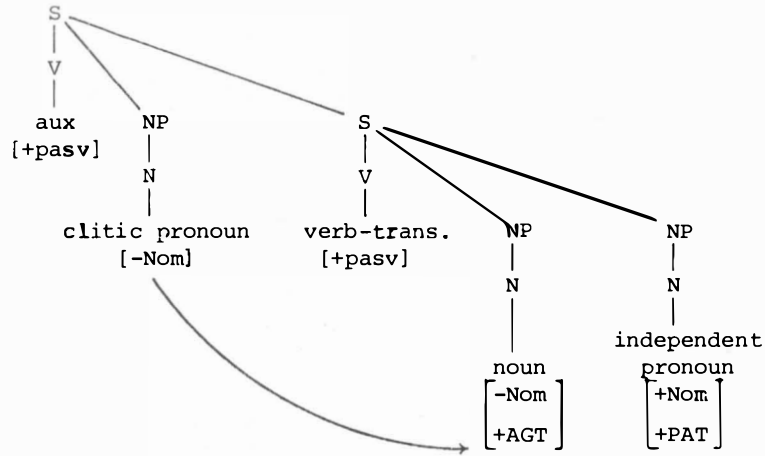 S
V
aux NP S
[+pasv]
N V
clitic pronoun verb-trans. NP NP
[-Nom] [+pasv]
N N
independent
noun pronoun
[-Nom [+Nom
+AGT] +PAT]